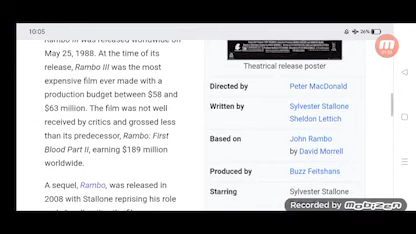 10:05
26%
Rambo III was released worldwide on
May 25, 1988. At the time of its
release, Rambo III was the most
expensive film ever made with a
production budget between $58 and
$63 million. The film was not well
received by critics and grossed less
than its predecessor, Rambo: First
Blood Part II, earning $189 million
worldwide.
A sequel, Rambo, was released in
2008 with Stallone reprising his role
Theatrical release poster
Directed by Peter MacDonald
Written by Sylvester Stallone
Sheldon Lettich
Based on John Rambo
by David Morrell
Produced by Buzz Feitshans
Starring Sylvester Stallone
Recorded by Mobizen